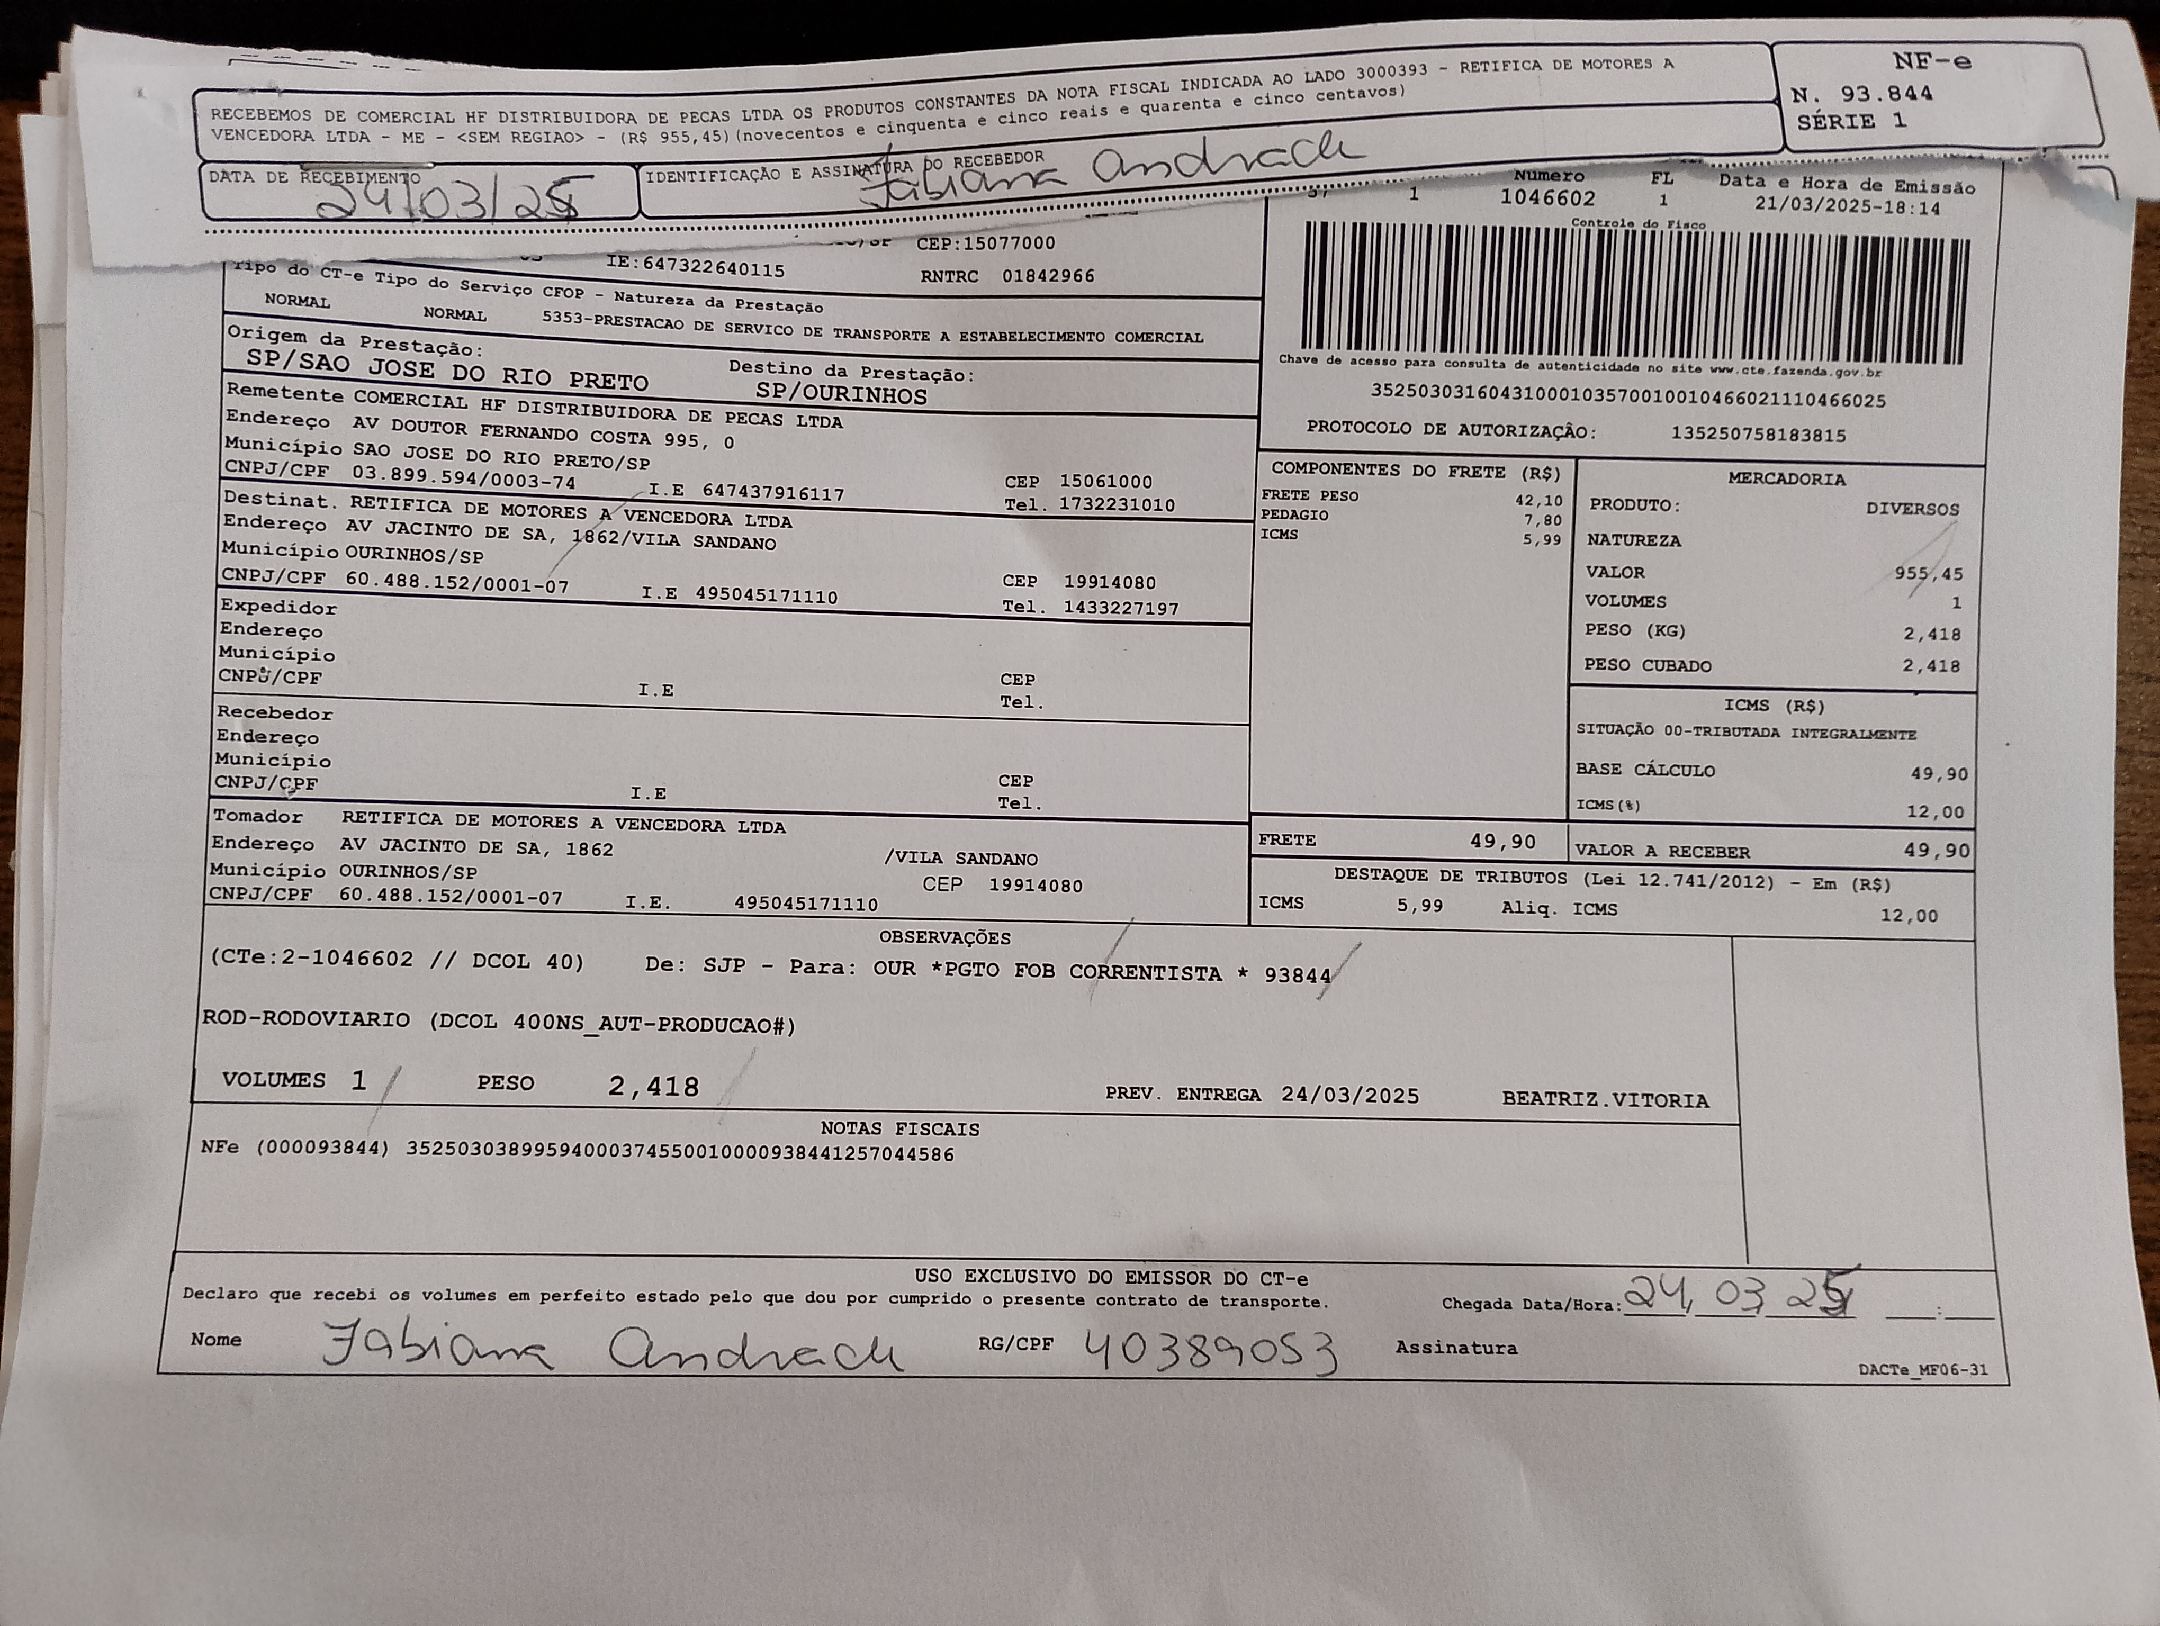 RECEBEMOS DE COMERCIAL HF DISTRIBUIDORA DE PECAS LTDA OS PRODUTOS CONSTANTES DA NOTA FISCAL INDICADA AO LADO 3000393 - RETIFICA DE MOTORES A
VENCEDORA LTDA - ME - <SEM REGIAO> - (R$ 955,45)(novecentos e cinquenta e cinco reais e quarenta e cinco centavos)
NF-e
N. 93.844
SÉRIE 1
DATA DE RECEBIMENTO
24/03/25
IDENTIFICAÇÃO E ASSINATURA DO RECEBEDOR
Fabiana Andrade
1
Número
1046602
FL
1
Data e Hora de Emissão
21/03/2025-18:14
CEP:15077000
IE:647322640115
RNTRC 01842966
Controle do Fisco
Tipo do CT-e Tipo do Serviço CFOP - Natureza da Prestação
NORMAL NORMAL 5353-PRESTACAO DE SERVICO DE TRANSPORTE A ESTABELECIMENTO COMERCIAL
Origem da Prestação:
SP/SAO JOSE DO RIO PRETO
Destino da Prestação:
SP/OURINHOS
Chave de acesso para consulta de autenticidade no site www.cte.fazenda.gov.br
35250303160431000103570010010466021110466025
PROTOCOLO DE AUTORIZAÇÃO: 135250758183815
Remetente COMERCIAL HF DISTRIBUIDORA DE PECAS LTDA
Endereço AV DOUTOR FERNANDO COSTA 995, 0
Município SAO JOSE DO RIO PRETO/SP
CNPJ/CPF 03.899.594/0003-74 I.E 647437916117
CEP 15061000
Tel. 1732231010
Destinat. RETIFICA DE MOTORES A VENCEDORA LTDA
Endereço AV JACINTO DE SA, 1862/VILA SANDANO
Município OURINHOS/SP
CNPJ/CPF 60.488.152/0001-07 I.E 495045171110
CEP 19914080
Tel. 1433227197
Expedidor
Endereço
Município
CNPJ/CPF I.E
CEP
Tel.
Recebedor
Endereço
Município
CNPJ/CPF I.E
CEP
Tel.
Tomador RETIFICA DE MOTORES A VENCEDORA LTDA
Endereço AV JACINTO DE SA, 1862 /VILA SANDANO
Município OURINHOS/SP CEP 19914080
CNPJ/CPF 60.488.152/0001-07 I.E. 495045171110
COMPONENTES DO FRETE (R$)
FRETE PESO 42,10
PEDAGIO 7,80
ICMS 5,99
MERCADORIA
PRODUTO: DIVERSOS
NATUREZA
VALOR 955,45
VOLUMES 1
PESO (KG) 2,418
PESO CUBADO 2,418
ICMS (R$)
SITUAÇÃO 00-TRIBUTADA INTEGRALMENTE
BASE CÁLCULO 49,90
ICMS(%) 12,00
FRETE 49,90
VALOR A RECEBER 49,90
DESTAQUE DE TRIBUTOS (Lei 12.741/2012) - Em (R$)
ICMS 5,99 Aliq. ICMS 12,00
OBSERVAÇÕES
(CTe:2-1046602 // DCOL 40) De: SJP - Para: OUR *PGTO FOB CORRENTISTA * 93844
ROD-RODOVIARIO (DCOL 400NS_AUT-PRODUCAO#)
VOLUMES 1 PESO 2,418 PREV. ENTREGA 24/03/2025 BEATRIZ.VITORIA
NOTAS FISCAIS
NFe (000093844) 35250303899594000374550010000938441257044586
USO EXCLUSIVO DO EMISSOR DO CT-e
Declaro que recebi os volumes em perfeito estado pelo que dou por cumprido o presente contrato de transporte.
Chegada Data/Hora: 24, 03, 25 :
Nome Fabiana Andrade RG/CPF 40389053 Assinatura
DACTe_MF06-31